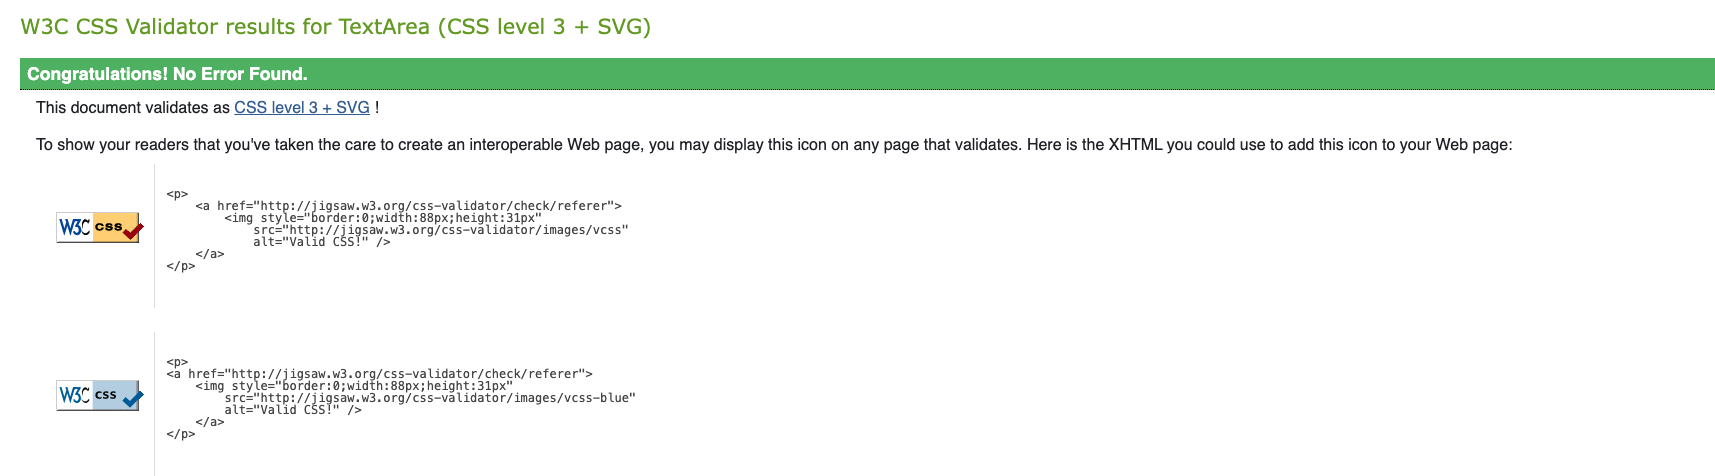 W3C CSS Validator results for TextArea (CSS level 3 + SVG)
Congratulations! No Error Found.
This document validates as CSS level 3 + SVG !
To show your readers that you've taken the care to create an interoperable Web page, you may display this icon on any page that validates. Here is the XHTML you could use to add this icon to your Web page:
W3C css
<p>
    <a href="http://jigsaw.w3.org/css-validator/check/referer">
        <img style="border:0;width:88px;height:31px"
            src="http://jigsaw.w3.org/css-validator/images/vcss"
            alt="Valid CSS!" />
    </a>
</p>
W3C css
<p>
<a href="http://jigsaw.w3.org/css-validator/check/referer">
    <img style="border:0;width:88px;height:31px"
        src="http://jigsaw.w3.org/css-validator/images/vcss-blue"
        alt="Valid CSS!" />
    </a>
</p>